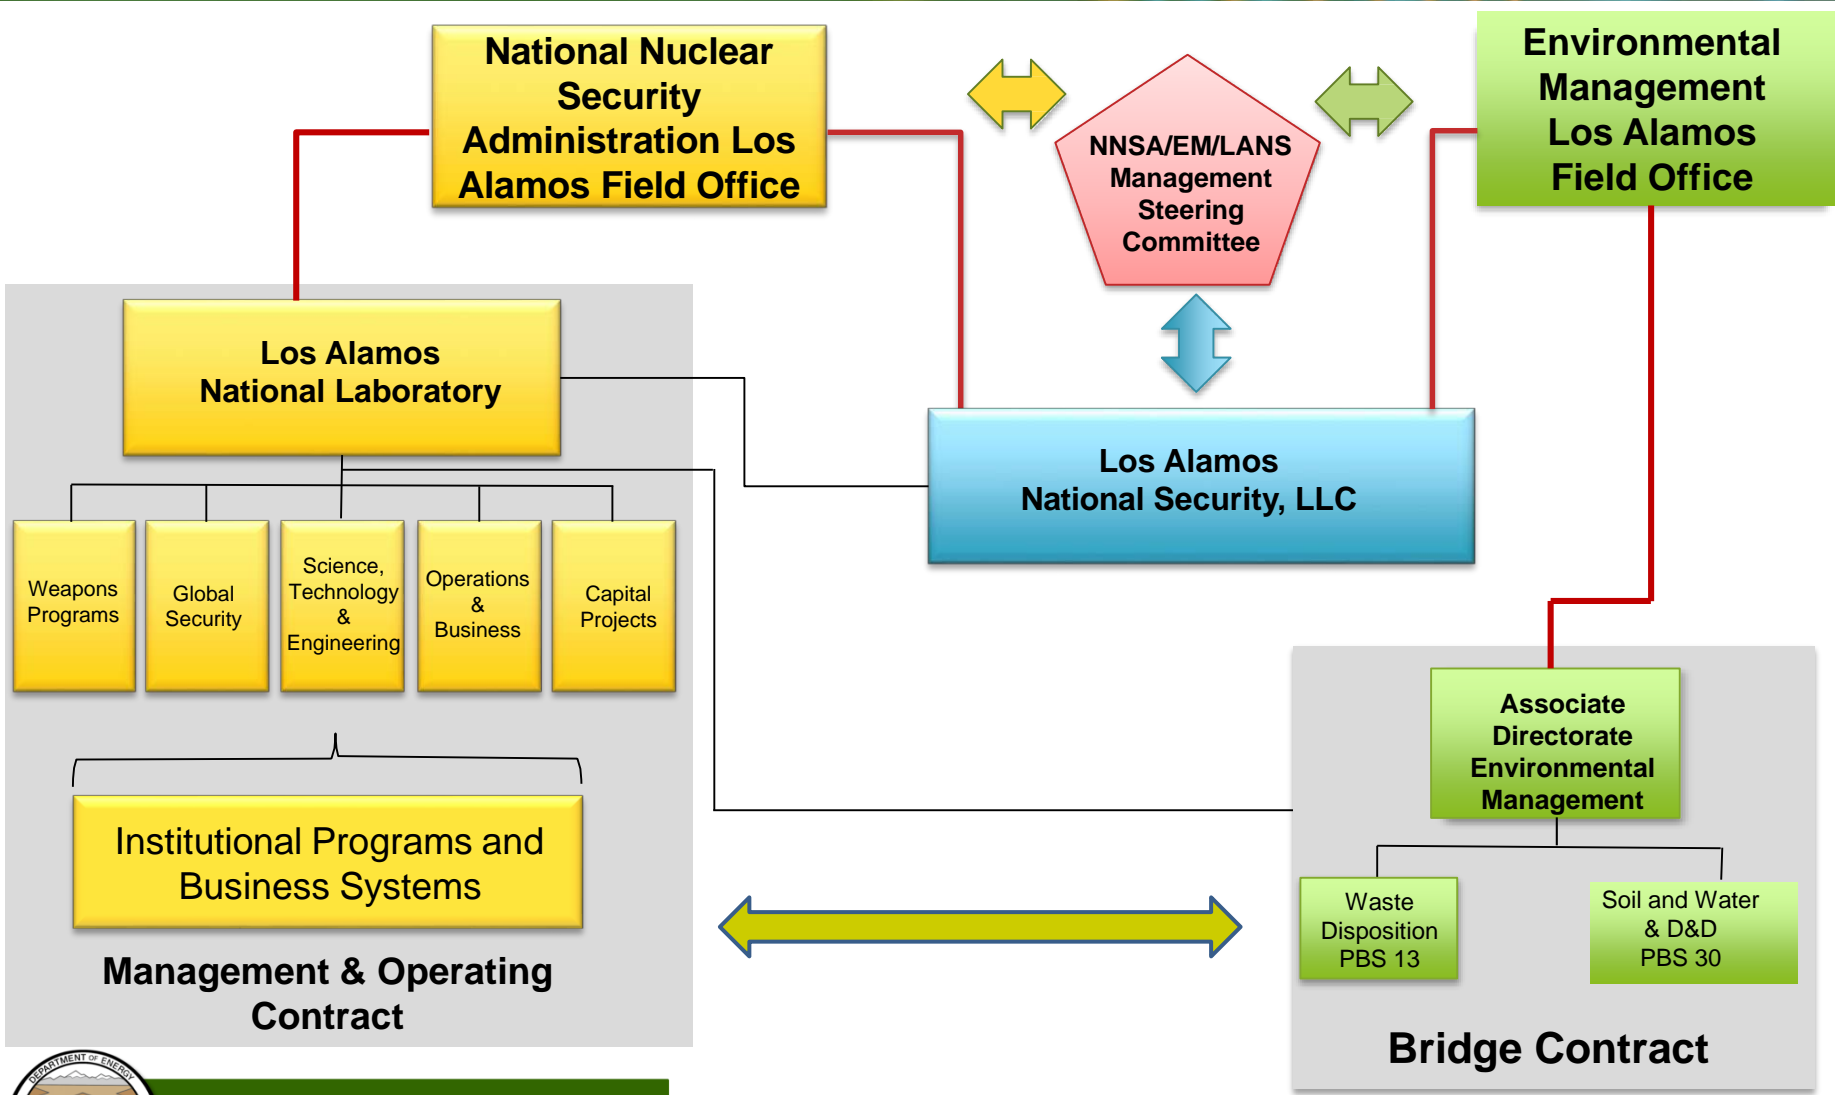 National Nuclear
Security
Administration Los
Alamos Field Office
NNSA/EM/LANS
Management
Steering
Committee
Environmental
Management
Los Alamos
Field Office
Los Alamos
National Laboratory
Los Alamos
National Security, LLC
Weapons
Programs
Global
Security
Science,
Technology
&
Engineering
Operations
&
Business
Capital
Projects
Institutional Programs and
Business Systems
Management & Operating
Contract
Associate
Directorate
Environmental
Management
Waste
Disposition
PBS 13
Soil and Water
& D&D
PBS 30
Bridge Contract
DEPARTMENT OF ENERGY